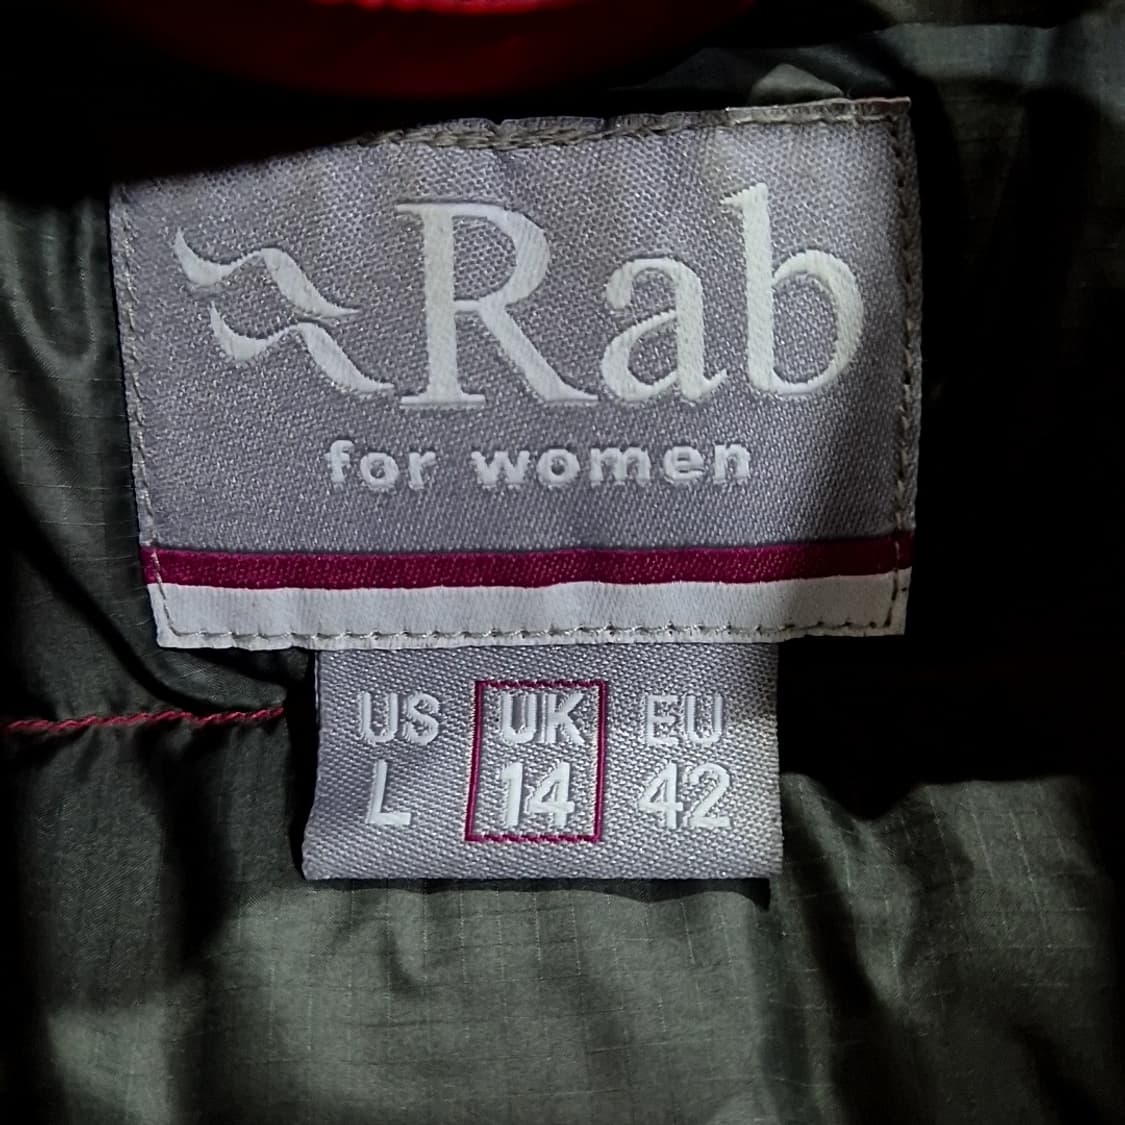 Rab
for women
US UK EU
L 14 42